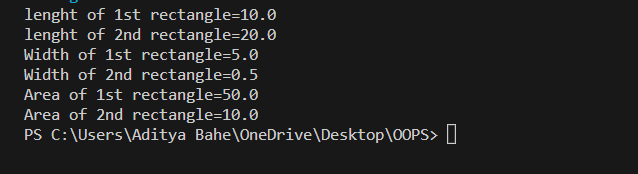 lenght of 1st rectangle=10.0
lenght of 2nd rectangle=20.0
Width of 1st rectangle=5.0
Width of 2nd rectangle=0.5
Area of 1st rectangle=50.0
Area of 2nd rectangle=10.0
PS C:\Users\Aditya Bahe\OneDrive\Desktop\OOPS>